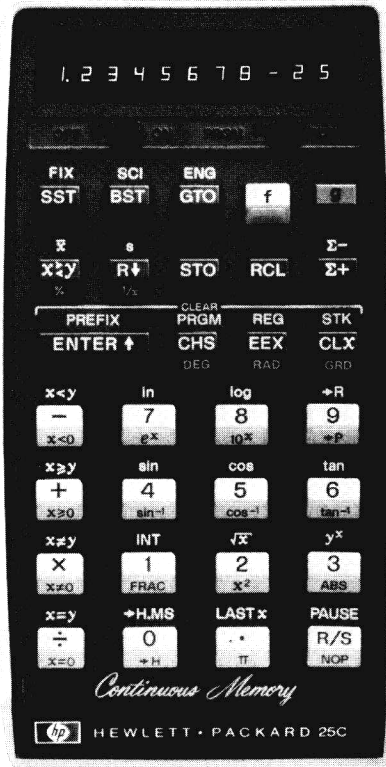 1.2345678-25
FIX SCI ENG
SST BST GTO f g
x̄ s Σ−
x⇄y R↓ STO RCL Σ+
% 1/x
CLEAR
PREFIX PRGM REG STK
ENTER↑ CHS EEX CLX
DEG RAD GRD
x<y ln log →R
− 7 8 9
x<0 eˣ 10ˣ →P
x≥y sin cos tan
+ 4 5 6
x≥0 sin⁻¹ cos⁻¹ tan⁻¹
x≠y INT √x yˣ
× 1 2 3
x≠0 FRAC x² ABS
x=y →H.MS LAST x PAUSE
÷ 0 . R/S
x=0 →H π NOP
Continuous Memory
hp HEWLETT·PACKARD 25C